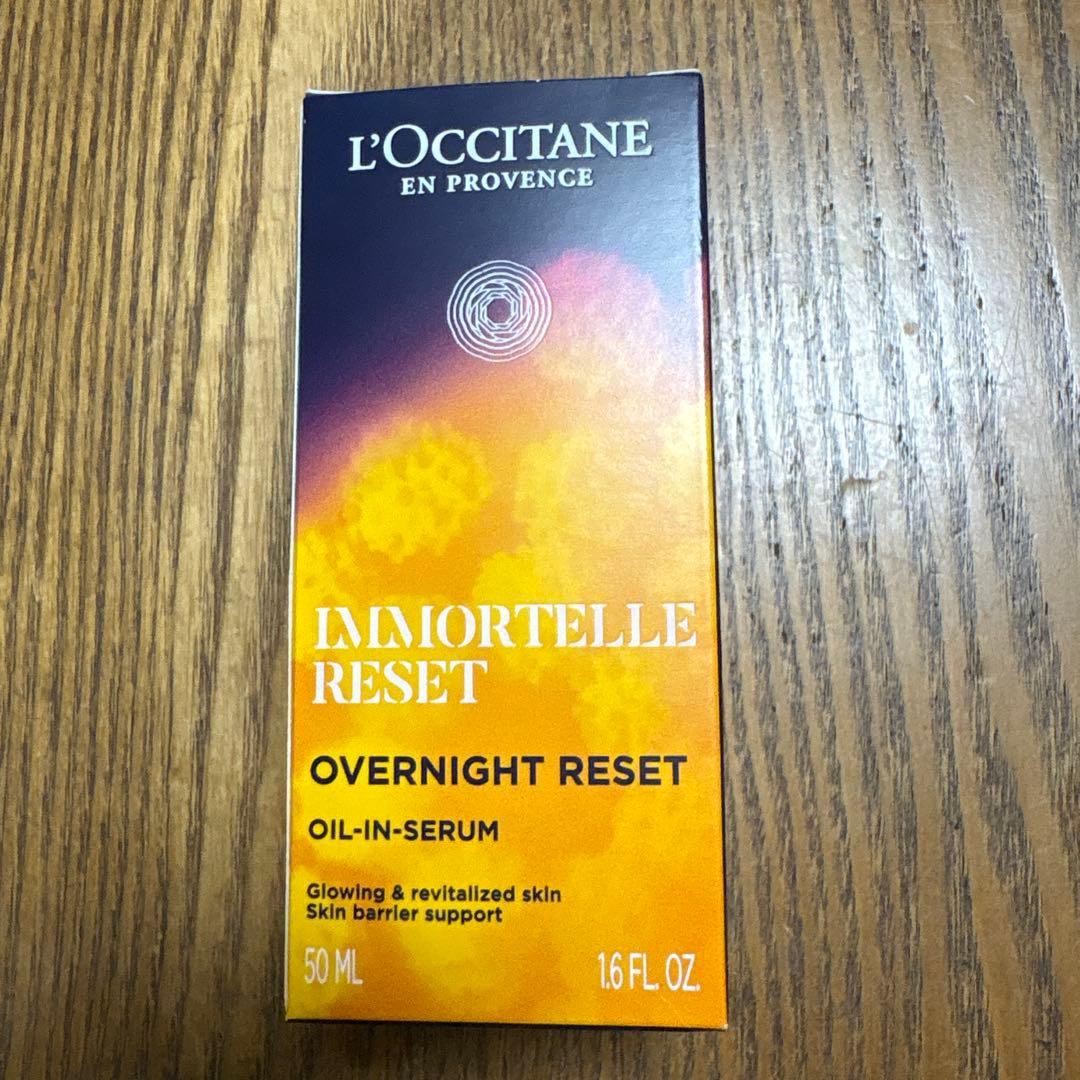 L'OCCITANE
EN PROVENCE
IMMORTELLE
RESET
OVERNIGHT RESET
OIL-IN-SERUM
Glowing & revitalized skin
Skin barrier support
50 ML 1.6 FL. OZ.